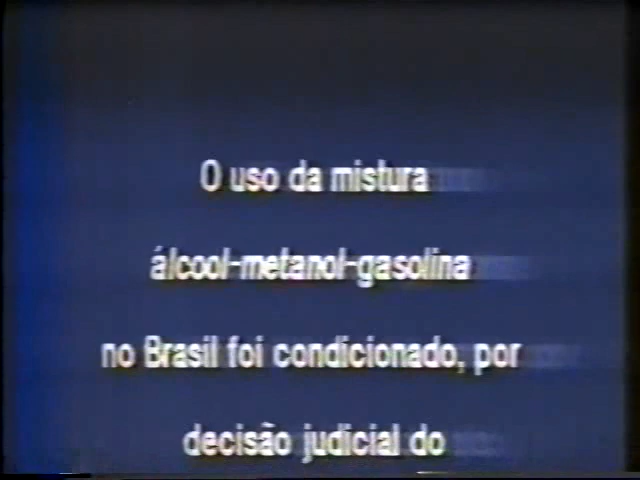 O uso da mistura
álcool-metanol-gasolina
no Brasil foi condicionado, por
decisão judicial do